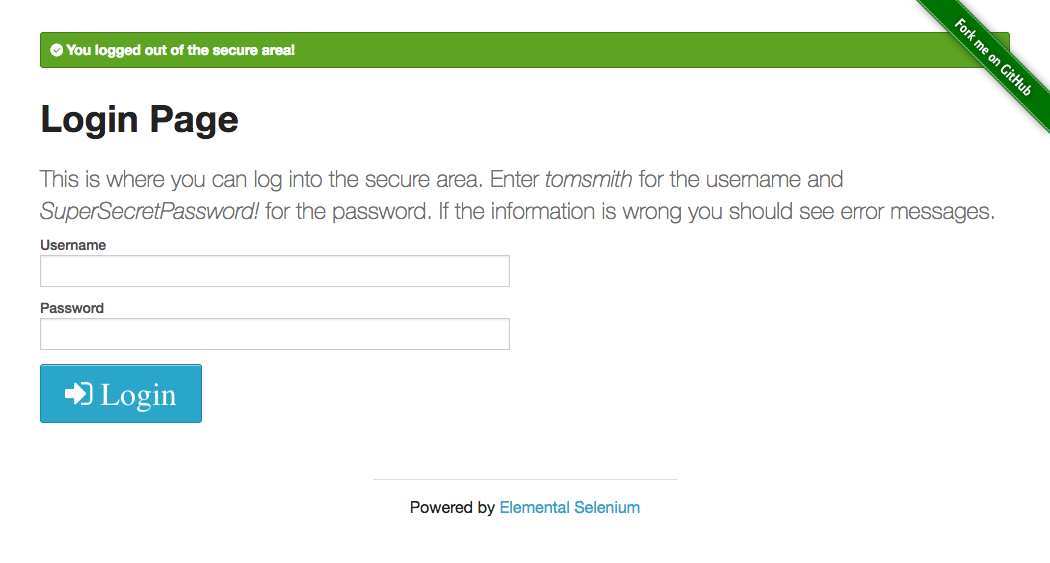 You logged out of the secure area!
Fork me on GitHub
Login Page
This is where you can log into the secure area. Enter tomsmith for the username and
SuperSecretPassword! for the password. If the information is wrong you should see error messages.
Username
Password
Login
Powered by Elemental Selenium